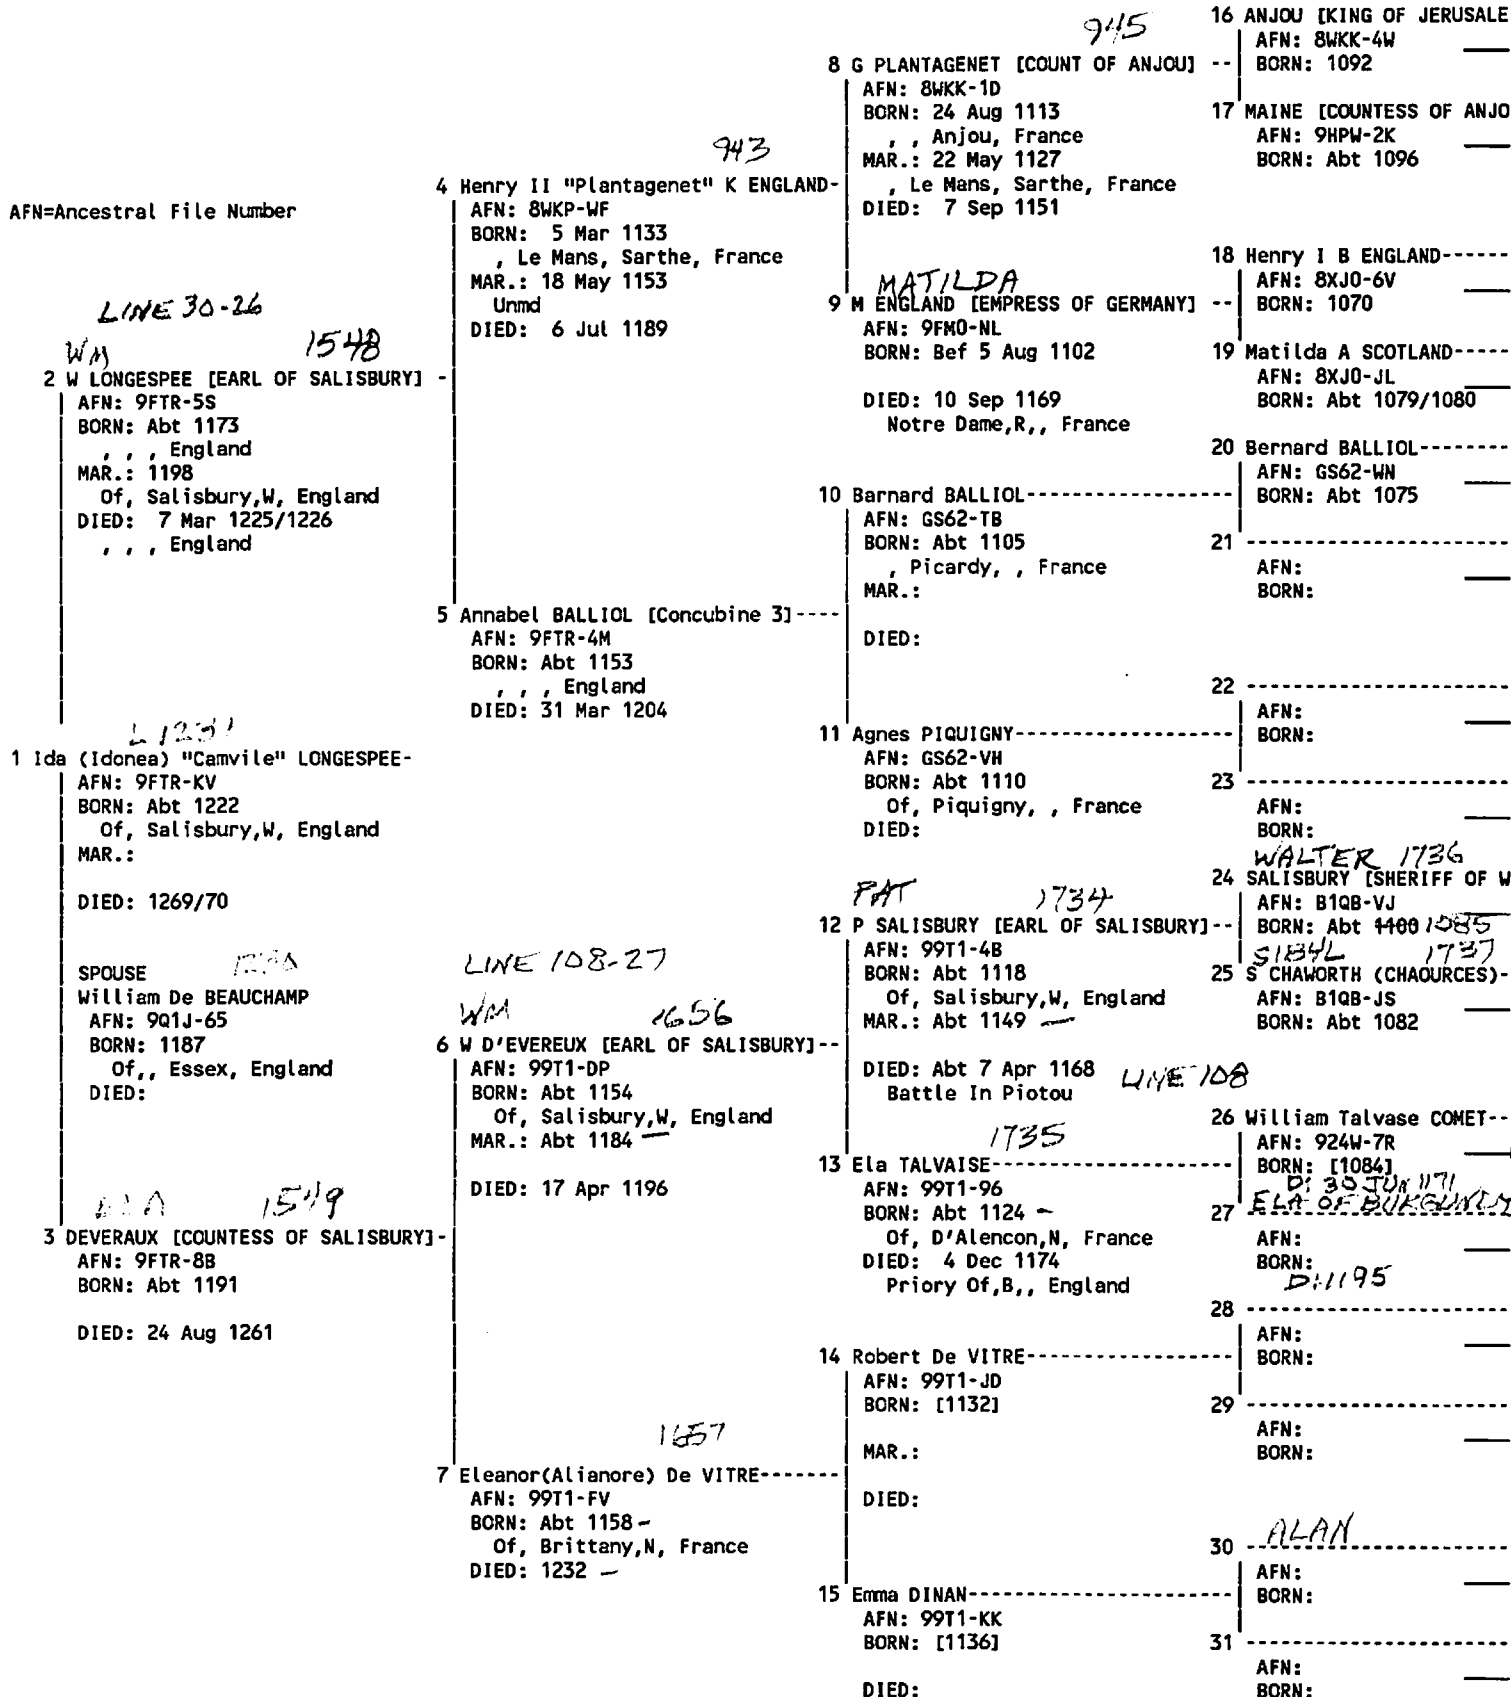 AFN=Ancestral File Number
L 1231
1 Ida (Idonea) "Camvile" LONGESPEE-
AFN: 9FTR-KV
BORN: Abt 1222
Of, Salisbury,W, England
MAR.:
DIED: 1269/70
SPOUSE
William De BEAUCHAMP
AFN: 9Q1J-65
BORN: 1187
Of,, Essex, England
DIED:
LINE 30-26
WM 1548
2 W LONGESPEE [EARL OF SALISBURY] -
AFN: 9FTR-5S
BORN: Abt 1173
, , , England
MAR.: 1198
Of, Salisbury,W, England
DIED: 7 Mar 1225/1226
, , , England
ELA 1549
3 DEVERAUX [COUNTESS OF SALISBURY]-
AFN: 9FTR-8B
BORN: Abt 1191
DIED: 24 Aug 1261
943
4 Henry II "Plantagenet" K ENGLAND-
AFN: 8WKP-WF
BORN: 5 Mar 1133
, Le Mans, Sarthe, France
MAR.: 18 May 1153
Unmd
DIED: 6 Jul 1189
5 Annabel BALLIOL [Concubine 3]----
AFN: 9FTR-4M
BORN: Abt 1153
, , , England
DIED: 31 Mar 1204
LINE 108-27
WM 1656
6 W D'EVEREUX [EARL OF SALISBURY]--
AFN: 99T1-DP
BORN: Abt 1154
Of, Salisbury,W, England
MAR.: Abt 1184 —
DIED: 17 Apr 1196
1657
7 Eleanor(Alianore) De VITRE-------
AFN: 99T1-FV
BORN: Abt 1158 -
Of, Brittany,N, France
DIED: 1232 —
945
8 G PLANTAGENET [COUNT OF ANJOU] --
AFN: 8WKK-1D
BORN: 24 Aug 1113
, , Anjou, France
MAR.: 22 May 1127
, Le Mans, Sarthe, France
DIED: 7 Sep 1151
MATILDA
9 M ENGLAND [EMPRESS OF GERMANY] --
AFN: 9FM0-NL
BORN: Bef 5 Aug 1102
DIED: 10 Sep 1169
Notre Dame,R,, France
10 Barnard BALLIOL------------------
AFN: GS62-TB
BORN: Abt 1105
, Picardy, , France
MAR.:
DIED:
11 Agnes PIQUIGNY-------------------
AFN: GS62-VH
BORN: Abt 1110
Of, Piquigny, , France
DIED:
PAT 1734
12 P SALISBURY [EARL OF SALISBURY]--
AFN: 99T1-4B
BORN: Abt 1118
Of, Salisbury,W, England
MAR.: Abt 1149 —
DIED: Abt 7 Apr 1168
Battle In Piotou
LINE 108
1735
13 Ela TALVAISE---------------------
AFN: 99T1-96
BORN: Abt 1124 -
Of, D'Alencon,N, France
DIED: 4 Dec 1174
Priory Of,B,, England
14 Robert De VITRE------------------
AFN: 99T1-JD
BORN: [1132]
MAR.:
DIED:
15 Emma DINAN-----------------------
AFN: 99T1-KK
BORN: [1136]
DIED:
16 ANJOU [KING OF JERUSALE
AFN: 8WKK-4W
BORN: 1092
17 MAINE [COUNTESS OF ANJO
AFN: 9HPW-2K
BORN: Abt 1096
18 Henry I B ENGLAND------
AFN: 8XJ0-6V
BORN: 1070
19 Matilda A SCOTLAND-----
AFN: 8XJ0-JL
BORN: Abt 1079/1080
20 Bernard BALLIOL--------
AFN: GS62-WN
BORN: Abt 1075
21 -----------------------
AFN:
BORN:
22 -----------------------
AFN:
BORN:
23 -----------------------
AFN:
BORN:
WALTER 1736
24 SALISBURY [SHERIFF OF W
AFN: B1QB-VJ
BORN: Abt 1100 1085
SIBYL 1737
25 S CHAWORTH (CHAOURCES)-
AFN: B1QB-JS
BORN: Abt 1082
26 William Talvase COMET--
AFN: 924W-7R
BORN: [1084]
D: 30 JUN 1171
27 ELA OF BURGUNDY
AFN:
BORN:
D: 1195
28 -----------------------
AFN:
BORN:
29 -----------------------
AFN:
BORN:
ALAN
30 -----------------------
AFN:
BORN:
31 -----------------------
AFN:
BORN: